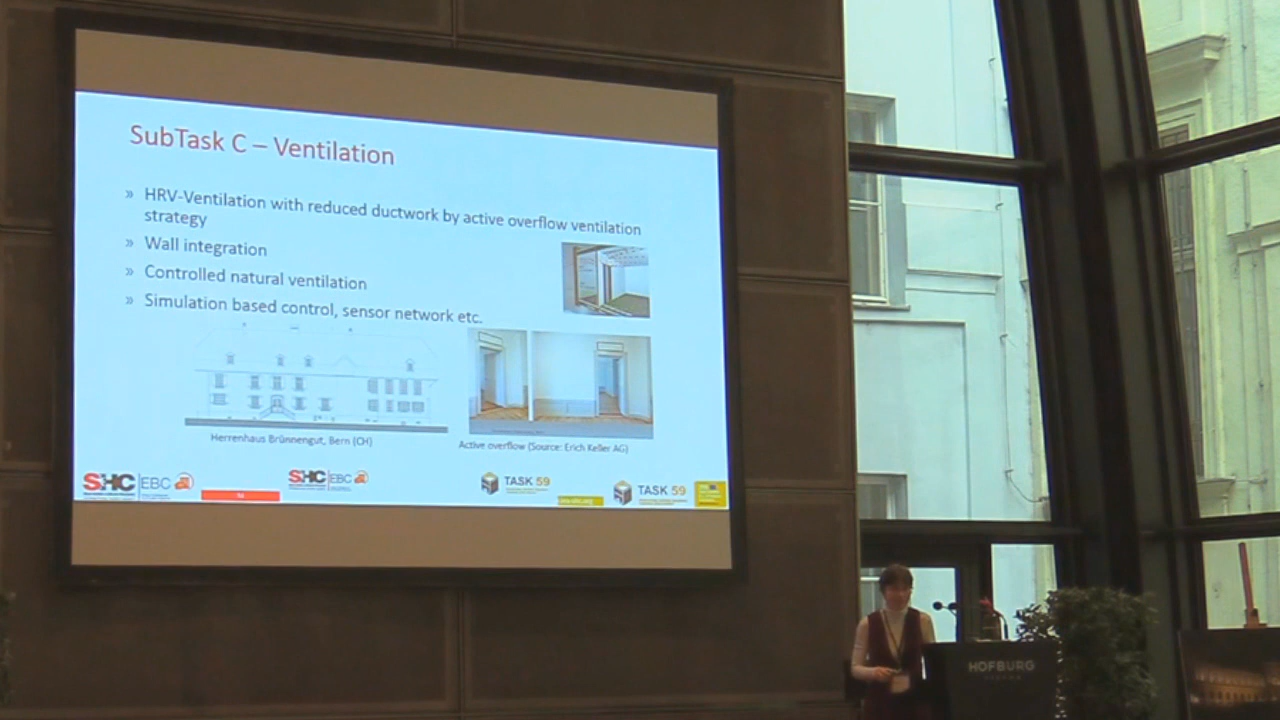 SubTask C – Ventilation
» HRV-Ventilation with reduced ductwork by active overflow ventilation
strategy
» Wall integration
» Controlled natural ventilation
» Simulation based control, sensor network etc.
Herrenhaus Brünnengut, Bern (CH)
Active overflow (Source: Erich Keller AG)
SHC EBC
SHC EBC
TASK 59
TASK 59
HOFBURG